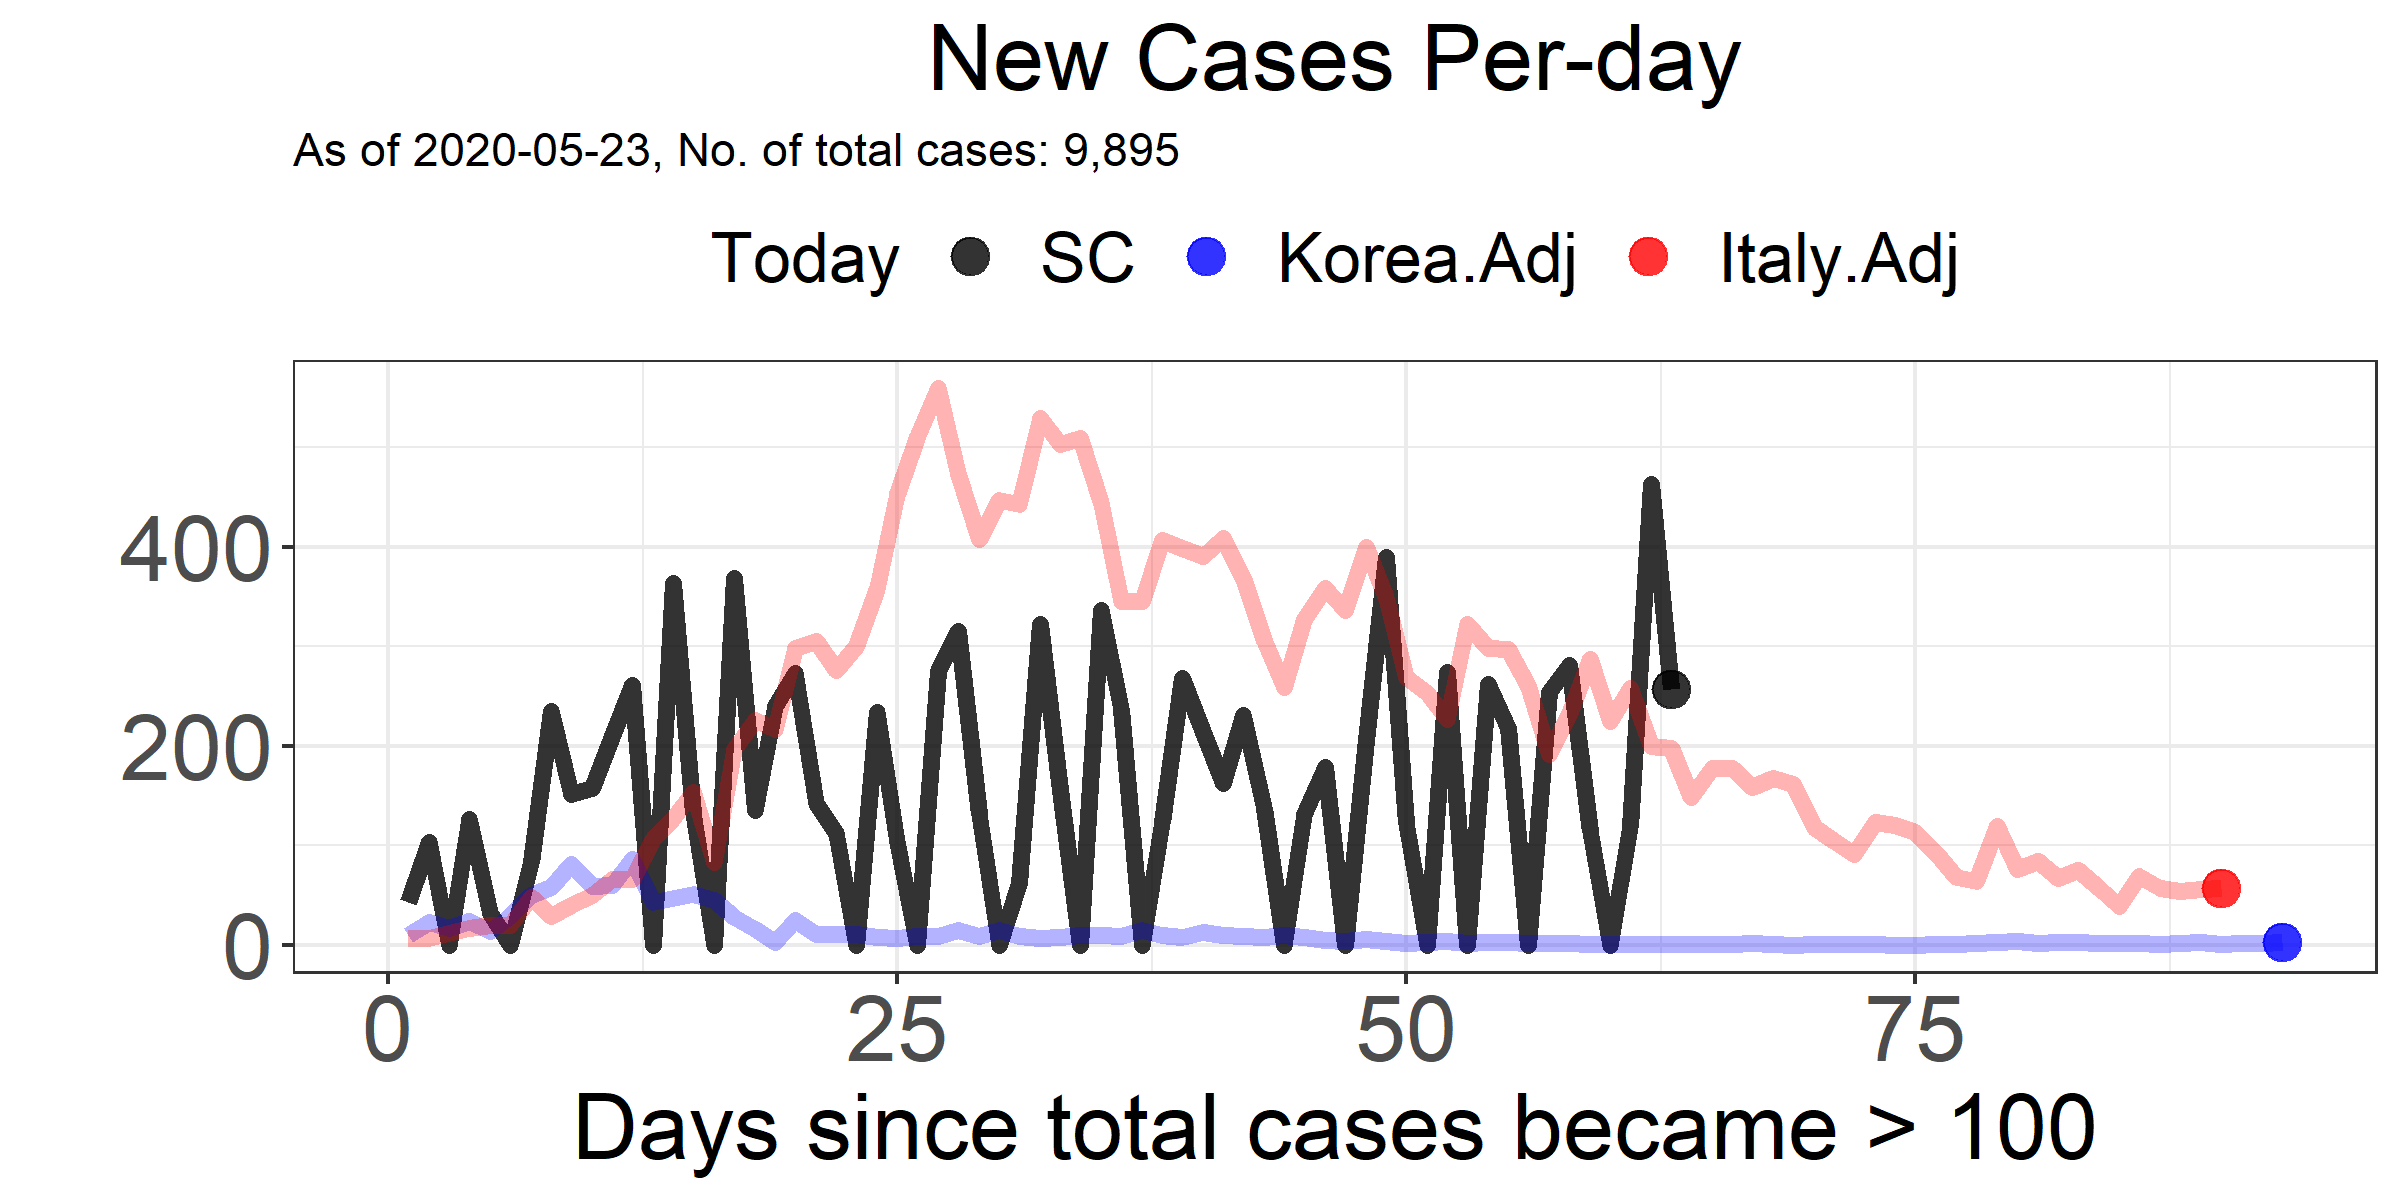 New Cases Per-day
As of 2020-05-23, No. of total cases: 9,895
Today SC Korea.Adj Italy.Adj
400
200
0
0 25 50 75
Days since total cases became > 100